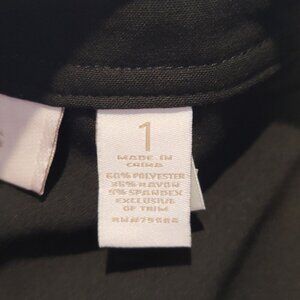 1
MADE IN
CHINA
60% POLYESTER
35% RAYON
5% SPANDEX
EXCLUSIVE
OF TRIM